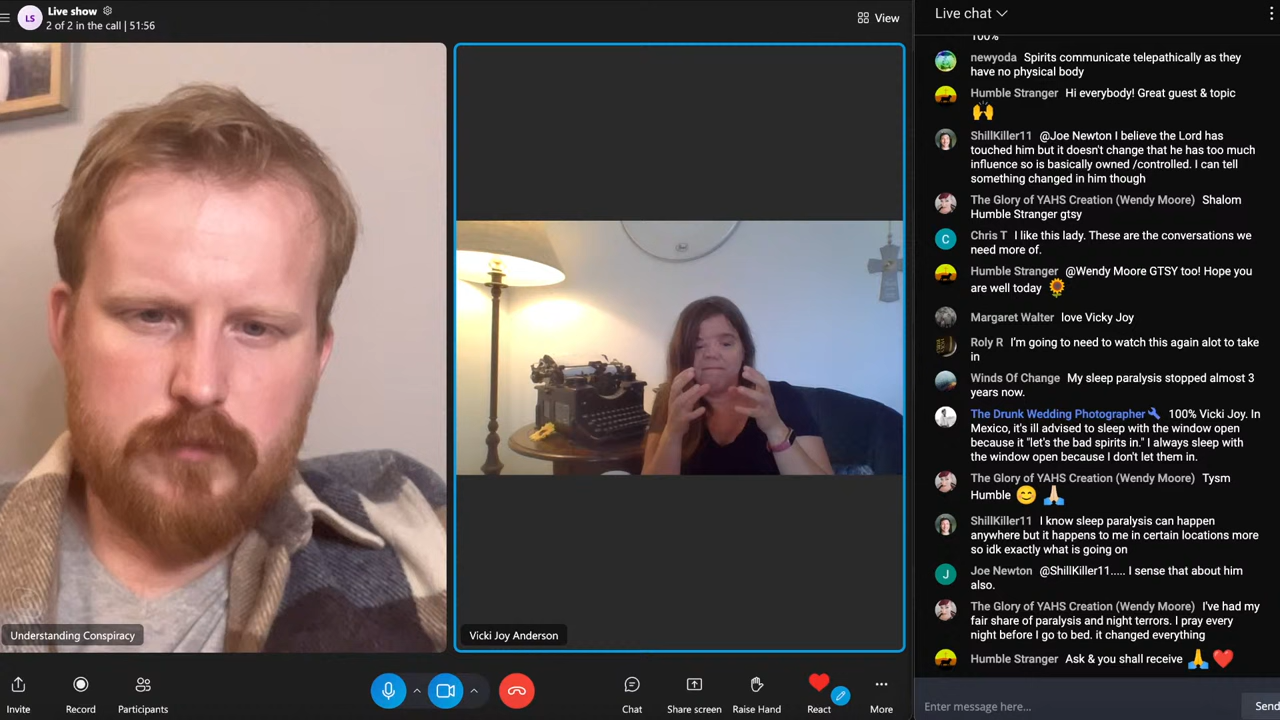 LS
Live show
2 of 2 in the call | 51:56
View
Understanding Conspiracy
Vicki Joy Anderson
Invite
Record
Participants
Chat
Share screen
Raise Hand
React
More
Live chat
100%
newyoda Spirits communicate telepathically as they
have no physical body
Humble Stranger Hi everybody! Great guest & topic
🙌
ShillKiller11 @Joe Newton I believe the Lord has
touched him but it doesn't change that he has too much
influence so is basically owned /controlled. I can tell
something changed in him though
The Glory of YAHS Creation (Wendy Moore) Shalom
Humble Stranger gtsy
C
Chris T I like this lady. These are the conversations we
need more of.
Humble Stranger @Wendy Moore GTSY too! Hope you
are well today 🌻
Margaret Walter love Vicky Joy
Roly R I'm going to need to watch this again alot to take
in
Winds Of Change My sleep paralysis stopped almost 3
years now.
The Drunk Wedding Photographer 🔧 100% Vicki Joy. In
Mexico, it's ill advised to sleep with the window open
because it "let's the bad spirits in." I always sleep with
the window open because I don't let them in.
The Glory of YAHS Creation (Wendy Moore) Tysm
Humble 😊 🙏🏻
ShillKiller11 I know sleep paralysis can happen
anywhere but it happens to me in certain locations more
so idk exactly what is going on
J
Joe Newton @ShillKiller11..... I sense that about him
also.
The Glory of YAHS Creation (Wendy Moore) I've had my
fair share of paralysis and night terrors. I pray every
night before I go to bed. it changed everything
Humble Stranger Ask & you shall receive 🙏 ❤️
Enter message here...
Send